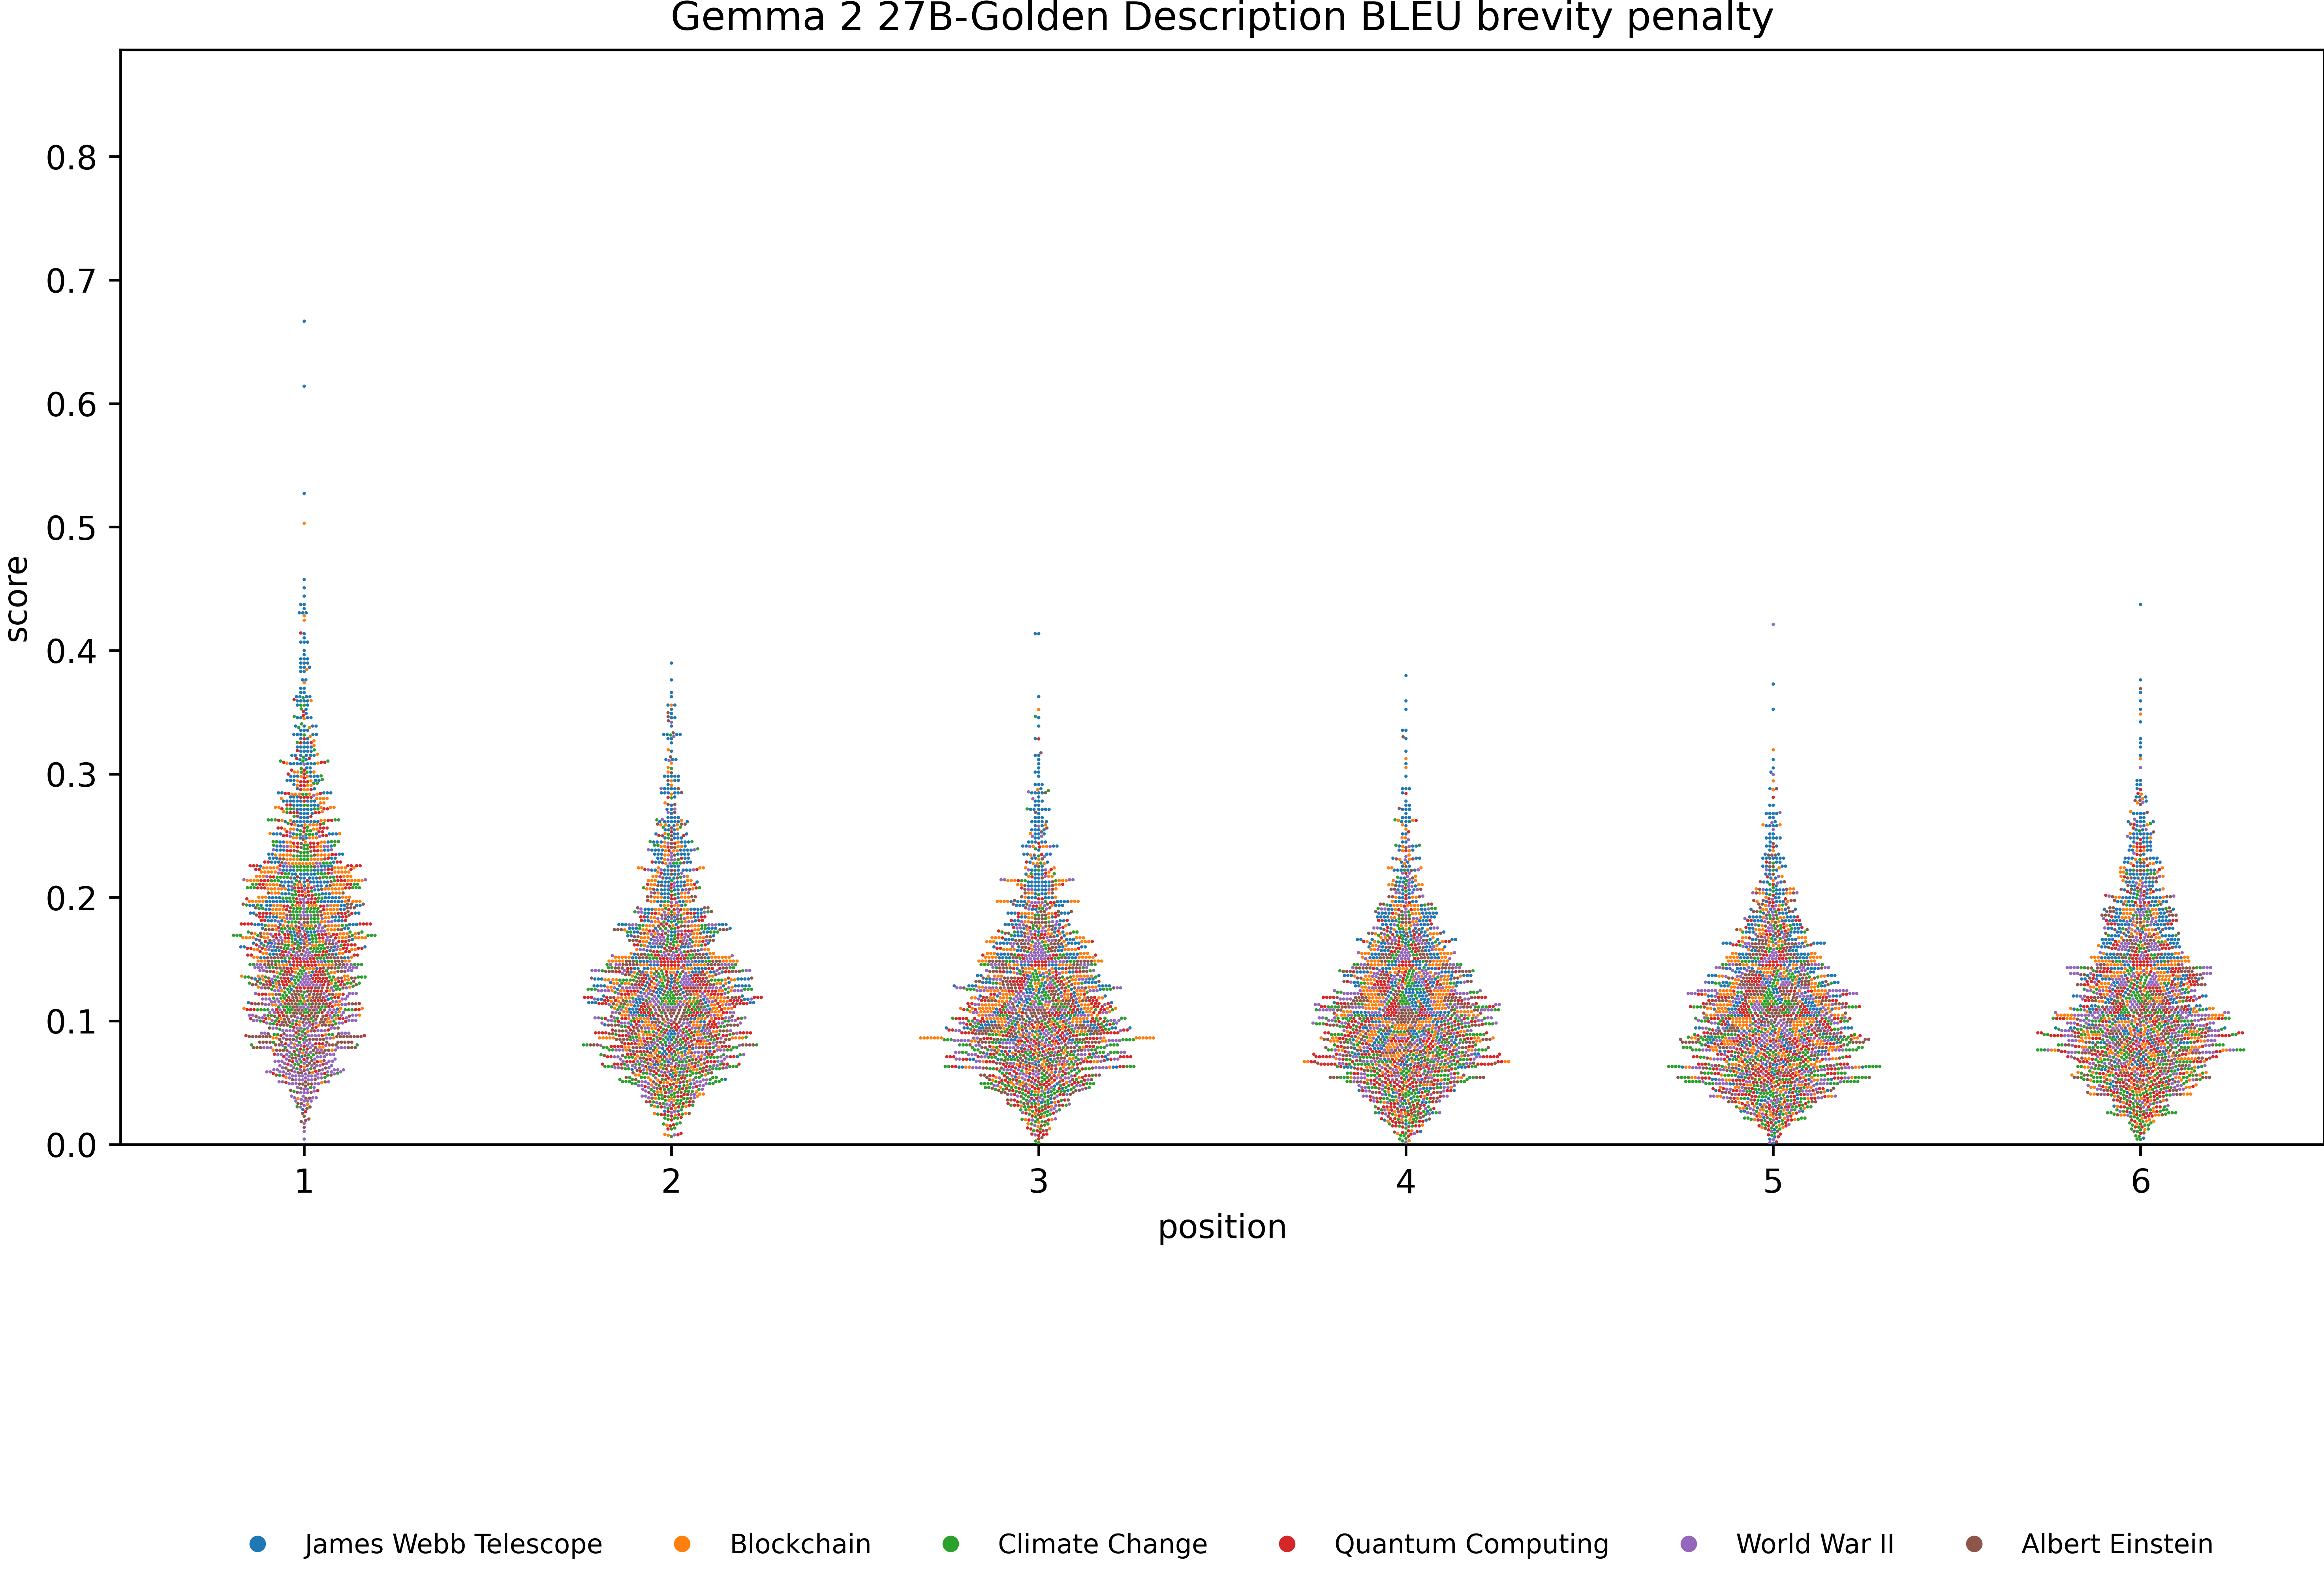 Gemma 2 27B-Golden Description BLEU brevity penalty
score
0.8
0.7
0.6
0.5
0.4
0.3
0.2
0.1
0.0
1 2 3 4 5 6
position
James Webb Telescope Blockchain Climate Change Quantum Computing World War II Albert Einstein